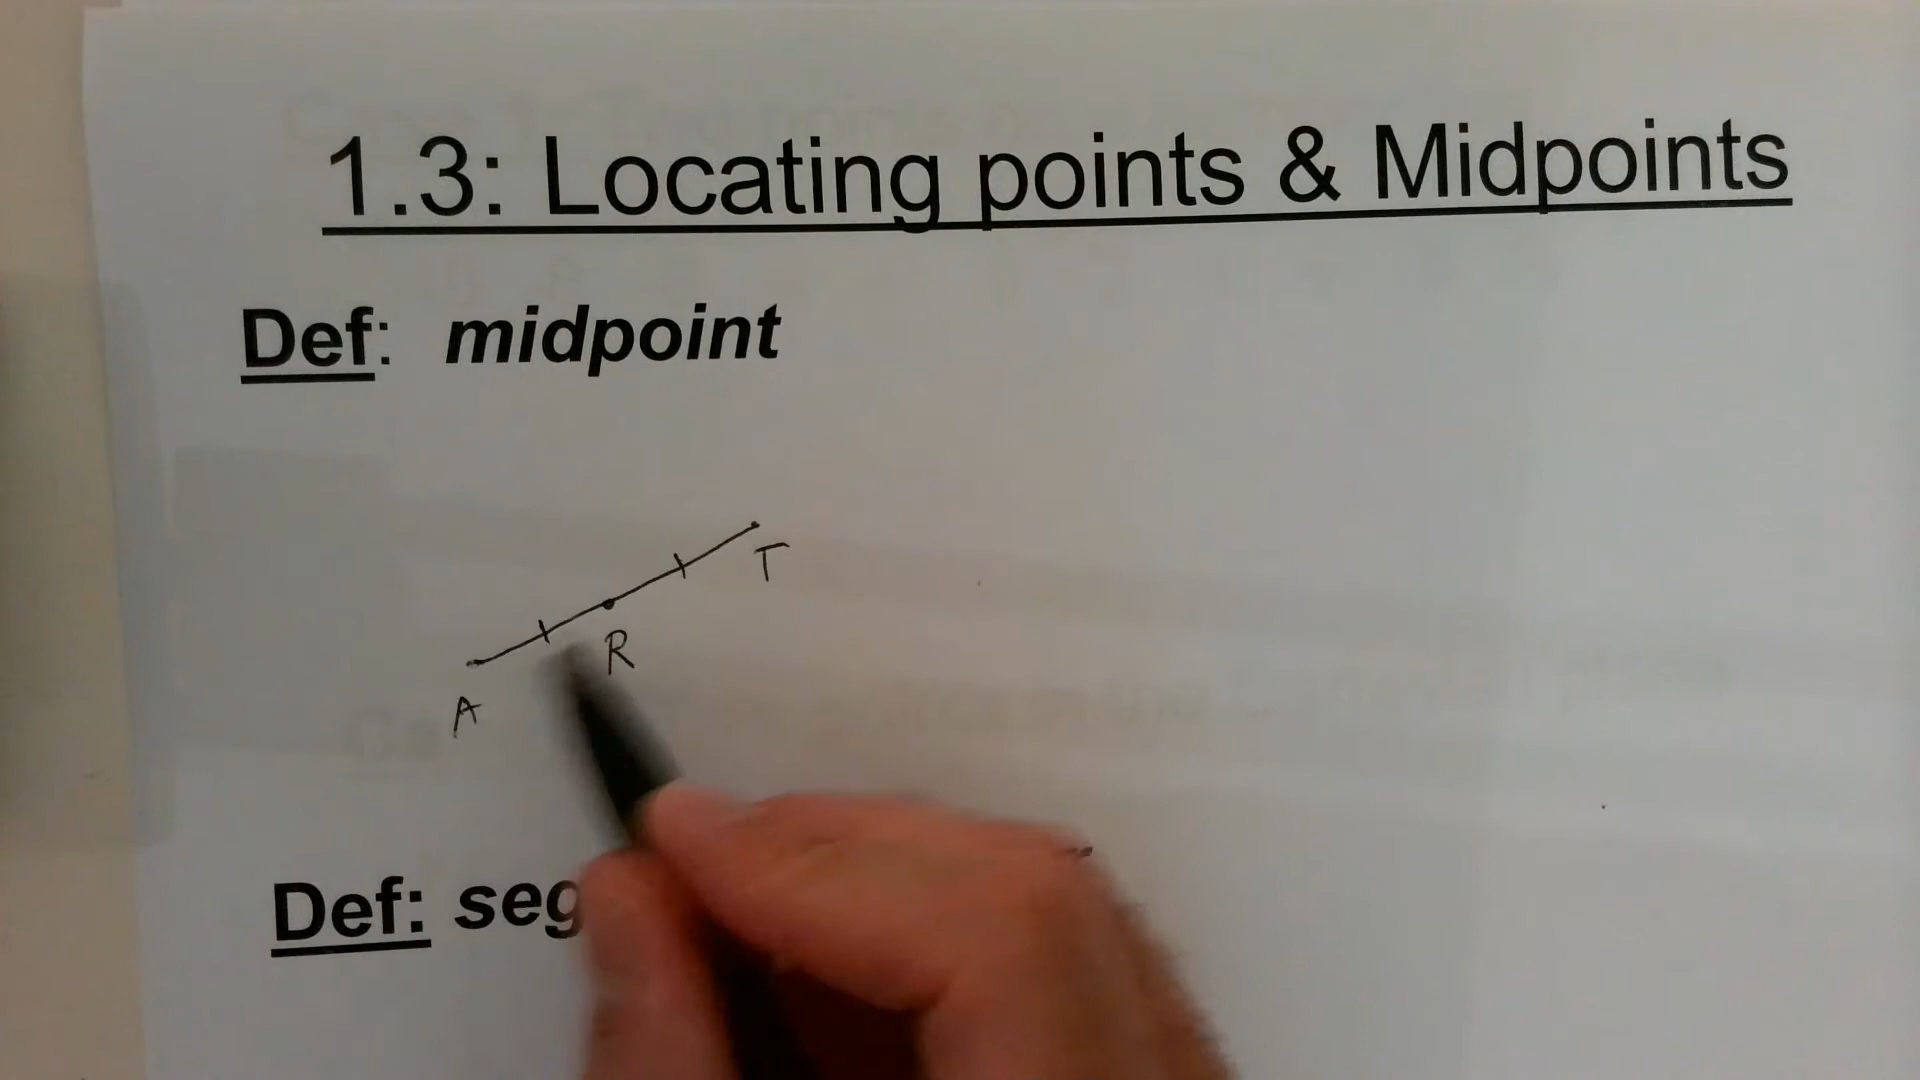 1.3: Locating points & Midpoints
Def: midpoint
T
R
A
Def: seg